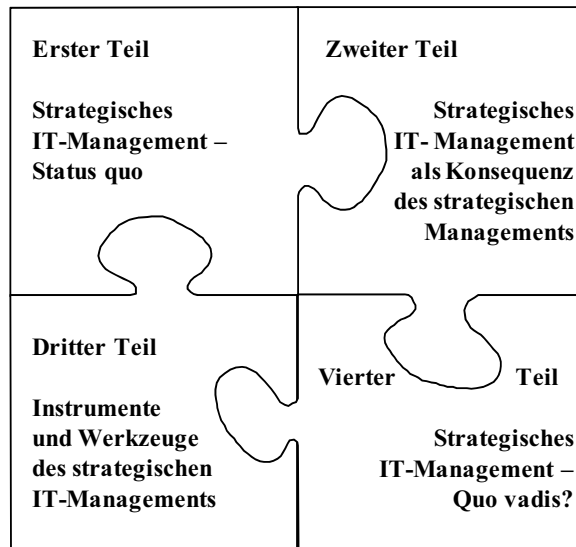 Erster Teil
Strategisches
IT-Management –
Status quo
Zweiter Teil
Strategisches
IT- Management
als Konsequenz
des strategischen
Managements
Dritter Teil
Instrumente
und Werkzeuge
des strategischen
IT-Managements
Vierter Teil
Strategisches
IT-Management –
Quo vadis?